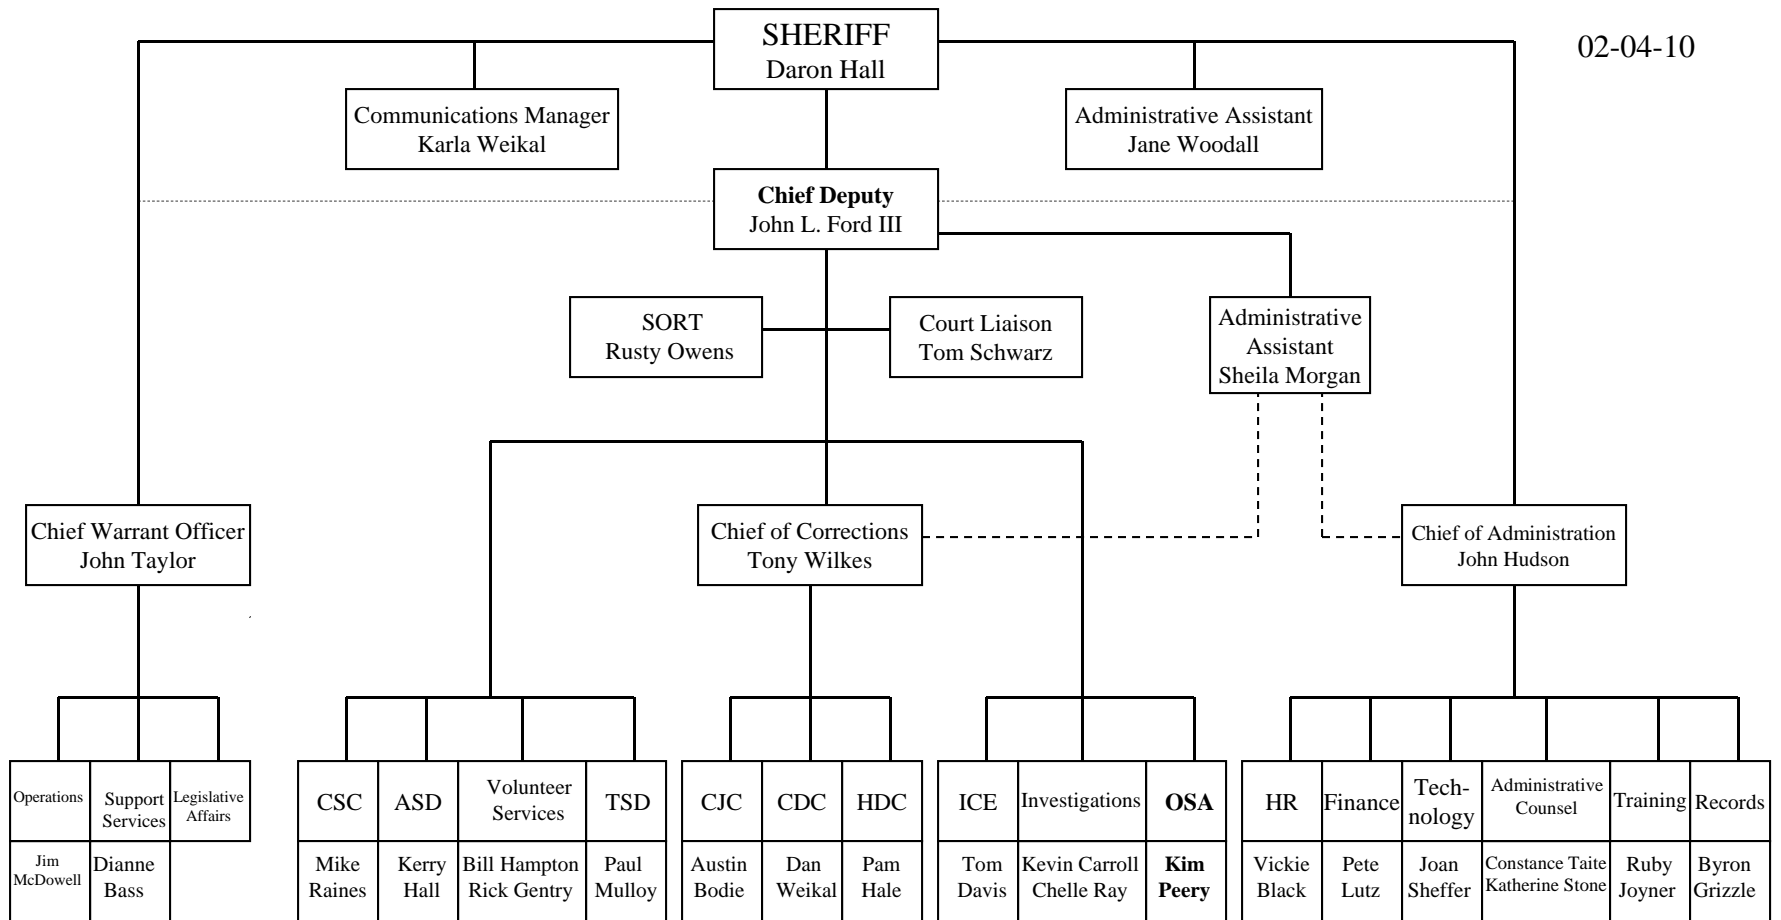 SHERIFF
Daron Hall
02-04-10
Communications Manager
Karla Weikal
Administrative Assistant
Jane Woodall
Chief Deputy
John L. Ford III
SORT
Rusty Owens
Court Liaison
Tom Schwarz
Administrative
Assistant
Sheila Morgan
Chief Warrant Officer
John Taylor
Chief of Corrections
Tony Wilkes
Chief of Administration
John Hudson
Operations
Support
Services
Legislative
Affairs
CSC
ASD
Volunteer
Services
TSD
CJC
CDC
HDC
ICE
Investigations
OSA
HR
Finance
Tech-
nology
Administrative
Counsel
Training
Records
Jim
McDowell
Dianne
Bass
Mike
Raines
Kerry
Hall
Bill Hampton
Rick Gentry
Paul
Mulloy
Austin
Bodie
Dan
Weikal
Pam
Hale
Tom
Davis
Kevin Carroll
Chelle Ray
Kim
Peery
Vickie
Black
Pete
Lutz
Joan
Sheffer
Constance Taite
Katherine Stone
Ruby
Joyner
Byron
Grizzle